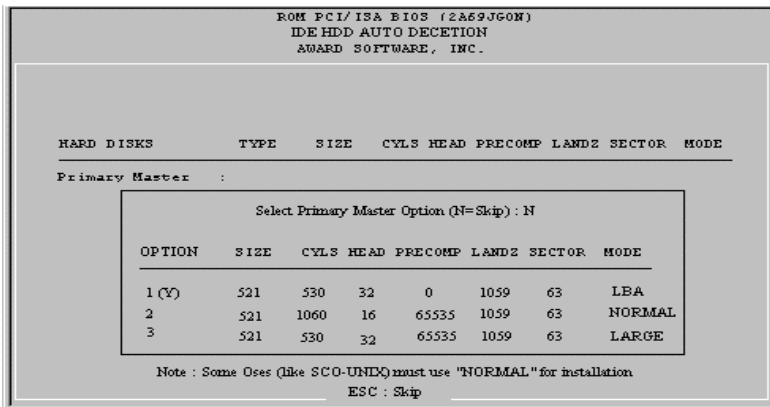 ROM PCI/ISA BIOS (2A69JGON)
IDE HDD AUTO DECETION
AWARD SOFTWARE, INC.
HARD DISKS TYPE SIZE CYLS HEAD PRECOMP LANDZ SECTOR MODE
Primary Master :
Select Primary Master Option (N=Skip) : N
OPTION SIZE CYLS HEAD PRECOMP LANDZ SECTOR MODE
1 (Y) 521 530 32 0 1059 63 LBA
2 521 1060 16 65535 1059 63 NORMAL
3 521 530 32 65535 1059 63 LARGE
Note : Some Oses (like SCO-UNIX) must use "NORMAL" for installation
ESC : Skip